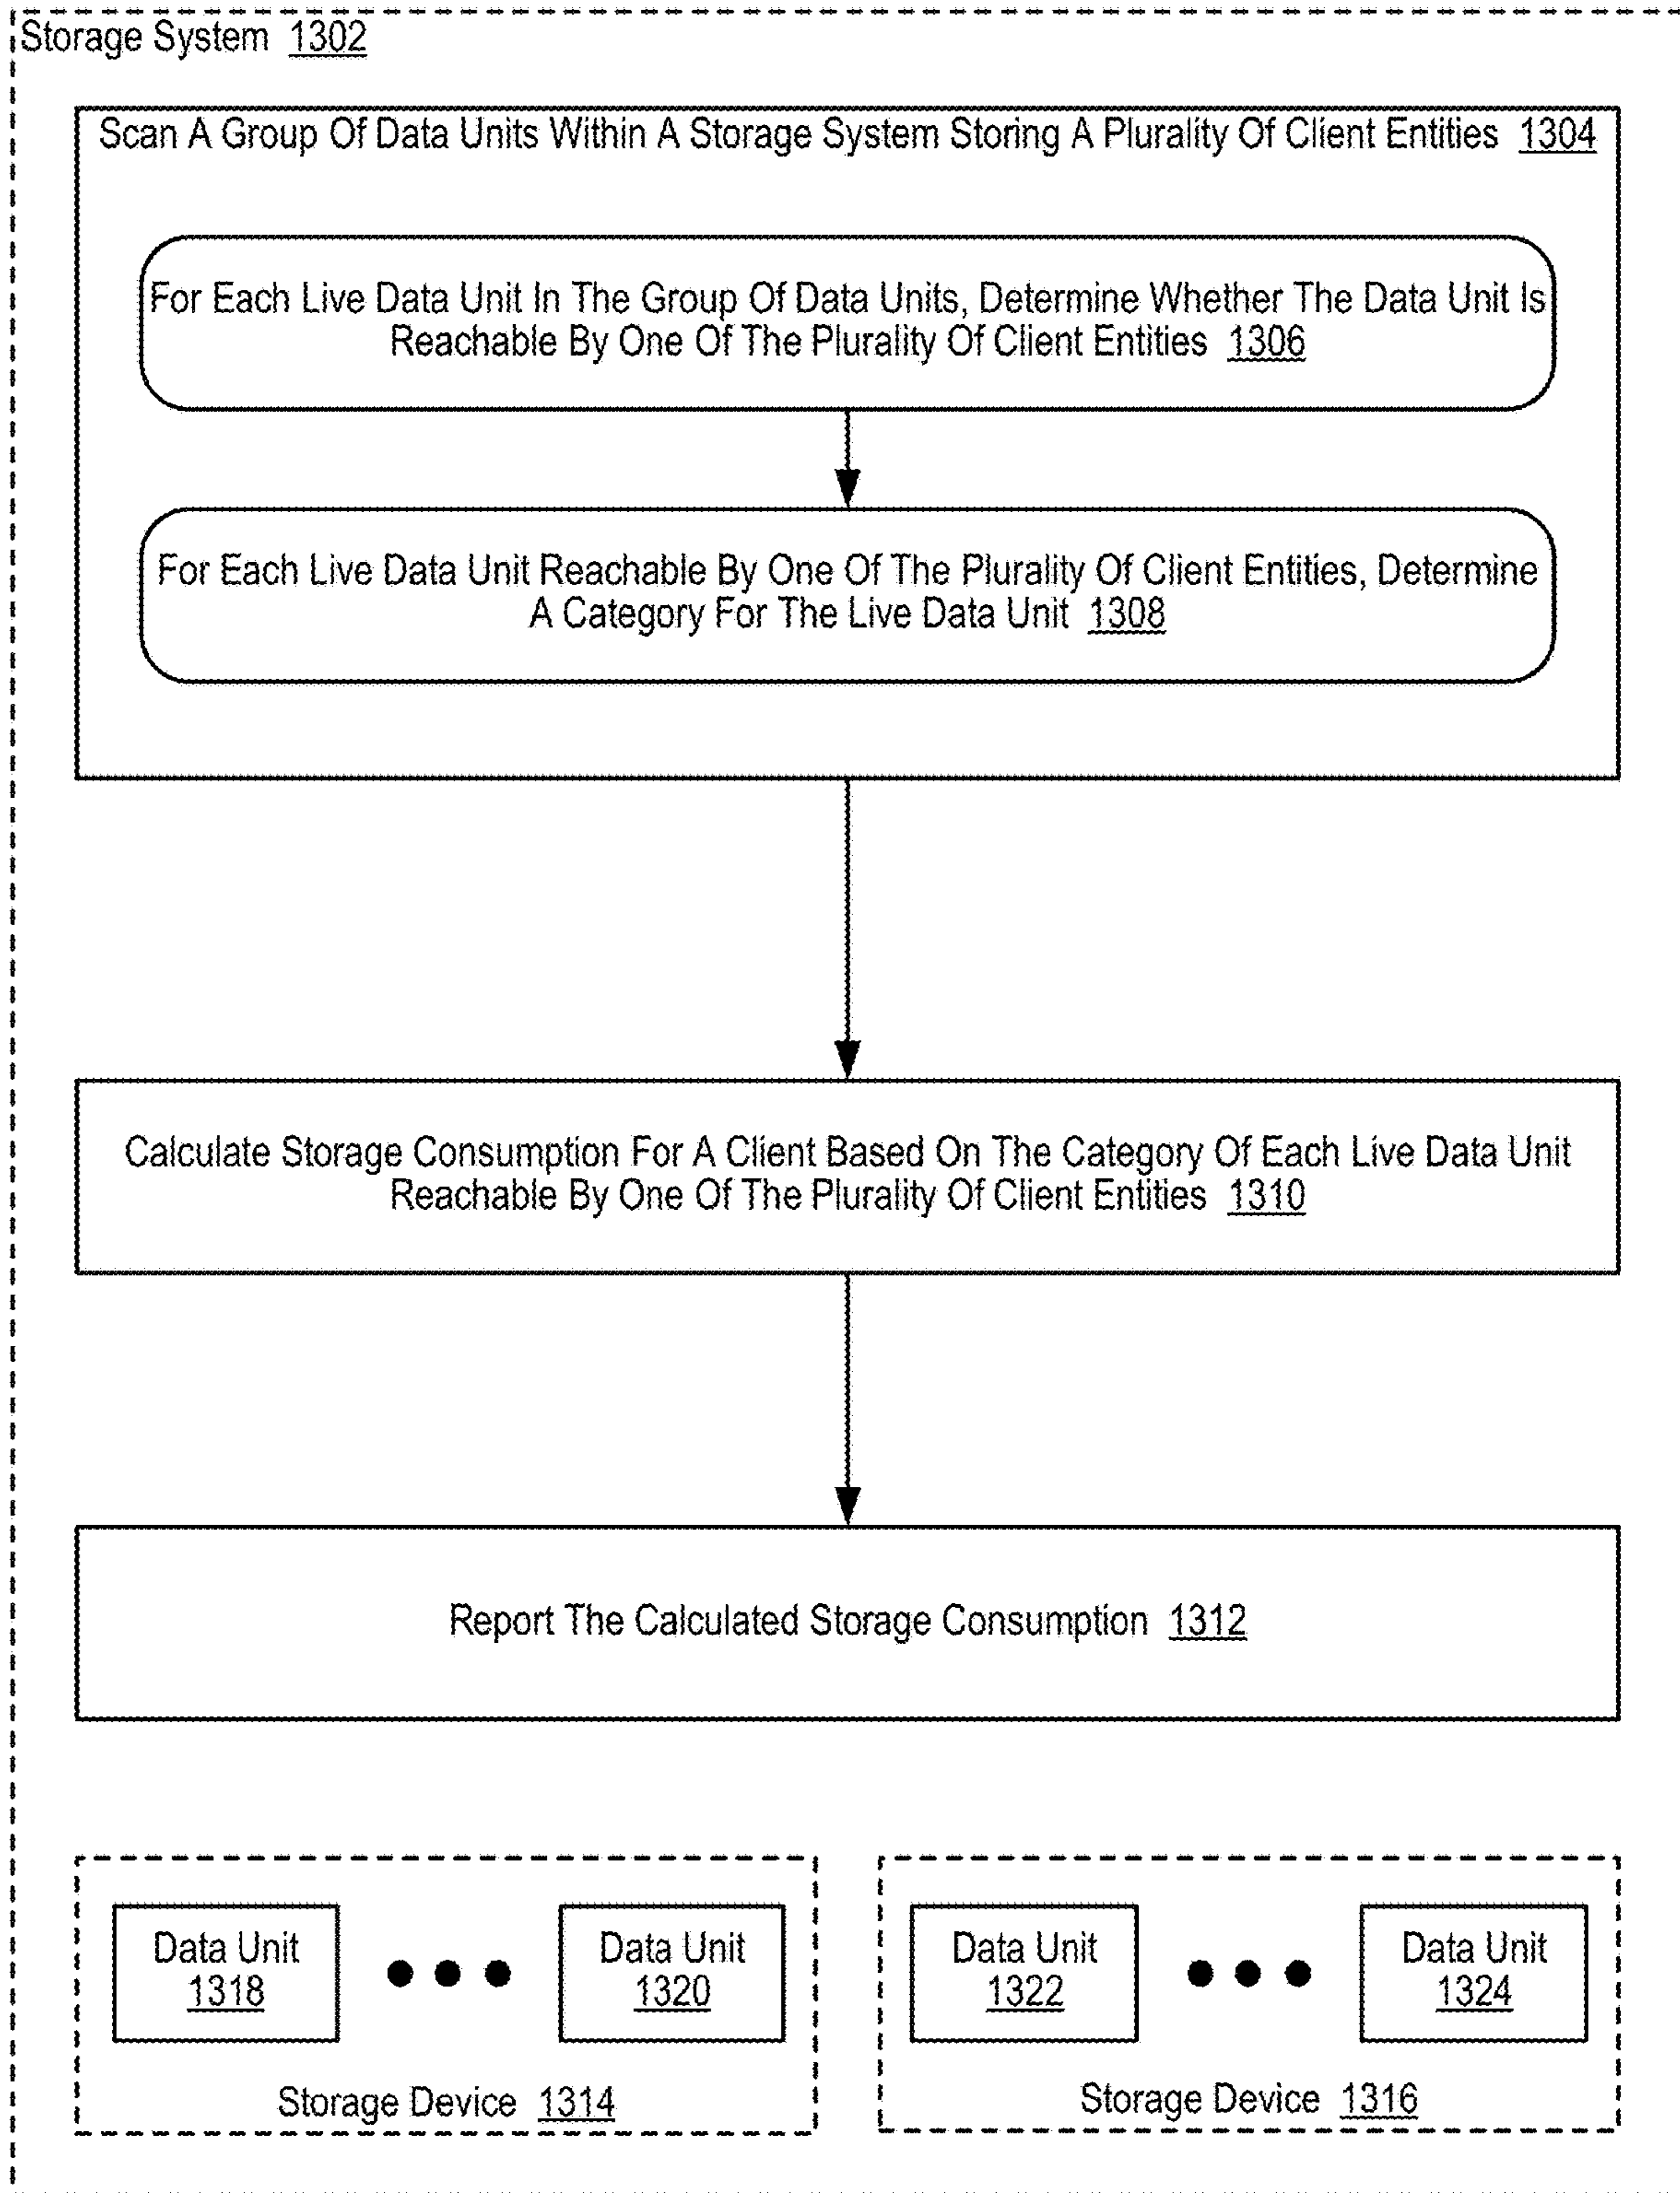 Storage System 1302
Scan A Group Of Data Units Within A Storage System Storing A Plurality Of Client Entities 1304
For Each Live Data Unit In The Group Of Data Units, Determine Whether The Data Unit Is
Reachable By One Of The Plurality Of Client Entities 1306
For Each Live Data Unit Reachable By One Of The Plurality Of Client Entities, Determine
A Category For The Live Data Unit 1308
Calculate Storage Consumption For A Client Based On The Category Of Each Live Data Unit
Reachable By One Of The Plurality Of Client Entities 1310
Report The Calculated Storage Consumption 1312
Data Unit
1318
Data Unit
1320
Storage Device 1314
Data Unit
1322
Data Unit
1324
Storage Device 1316